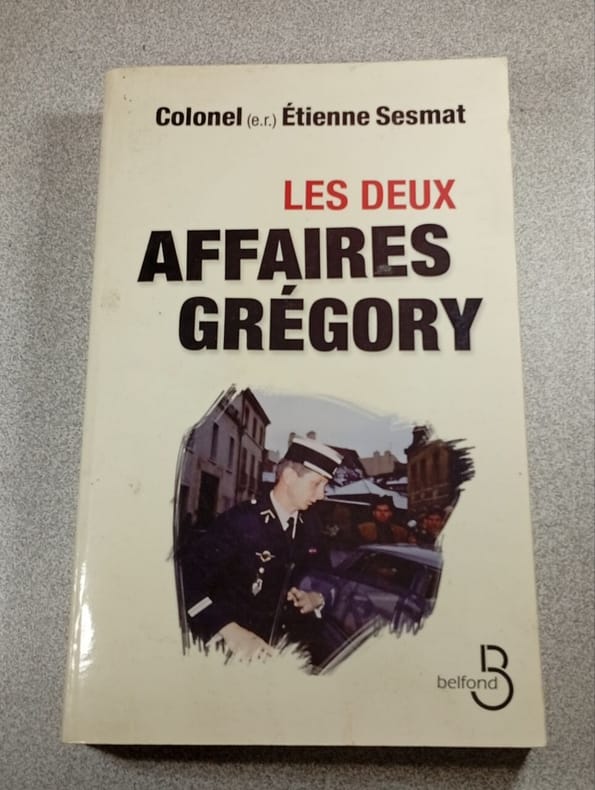 Colonel (e.r.) Étienne Sesmat
LES DEUX
AFFAIRES
GRÉGORY
belfond
B